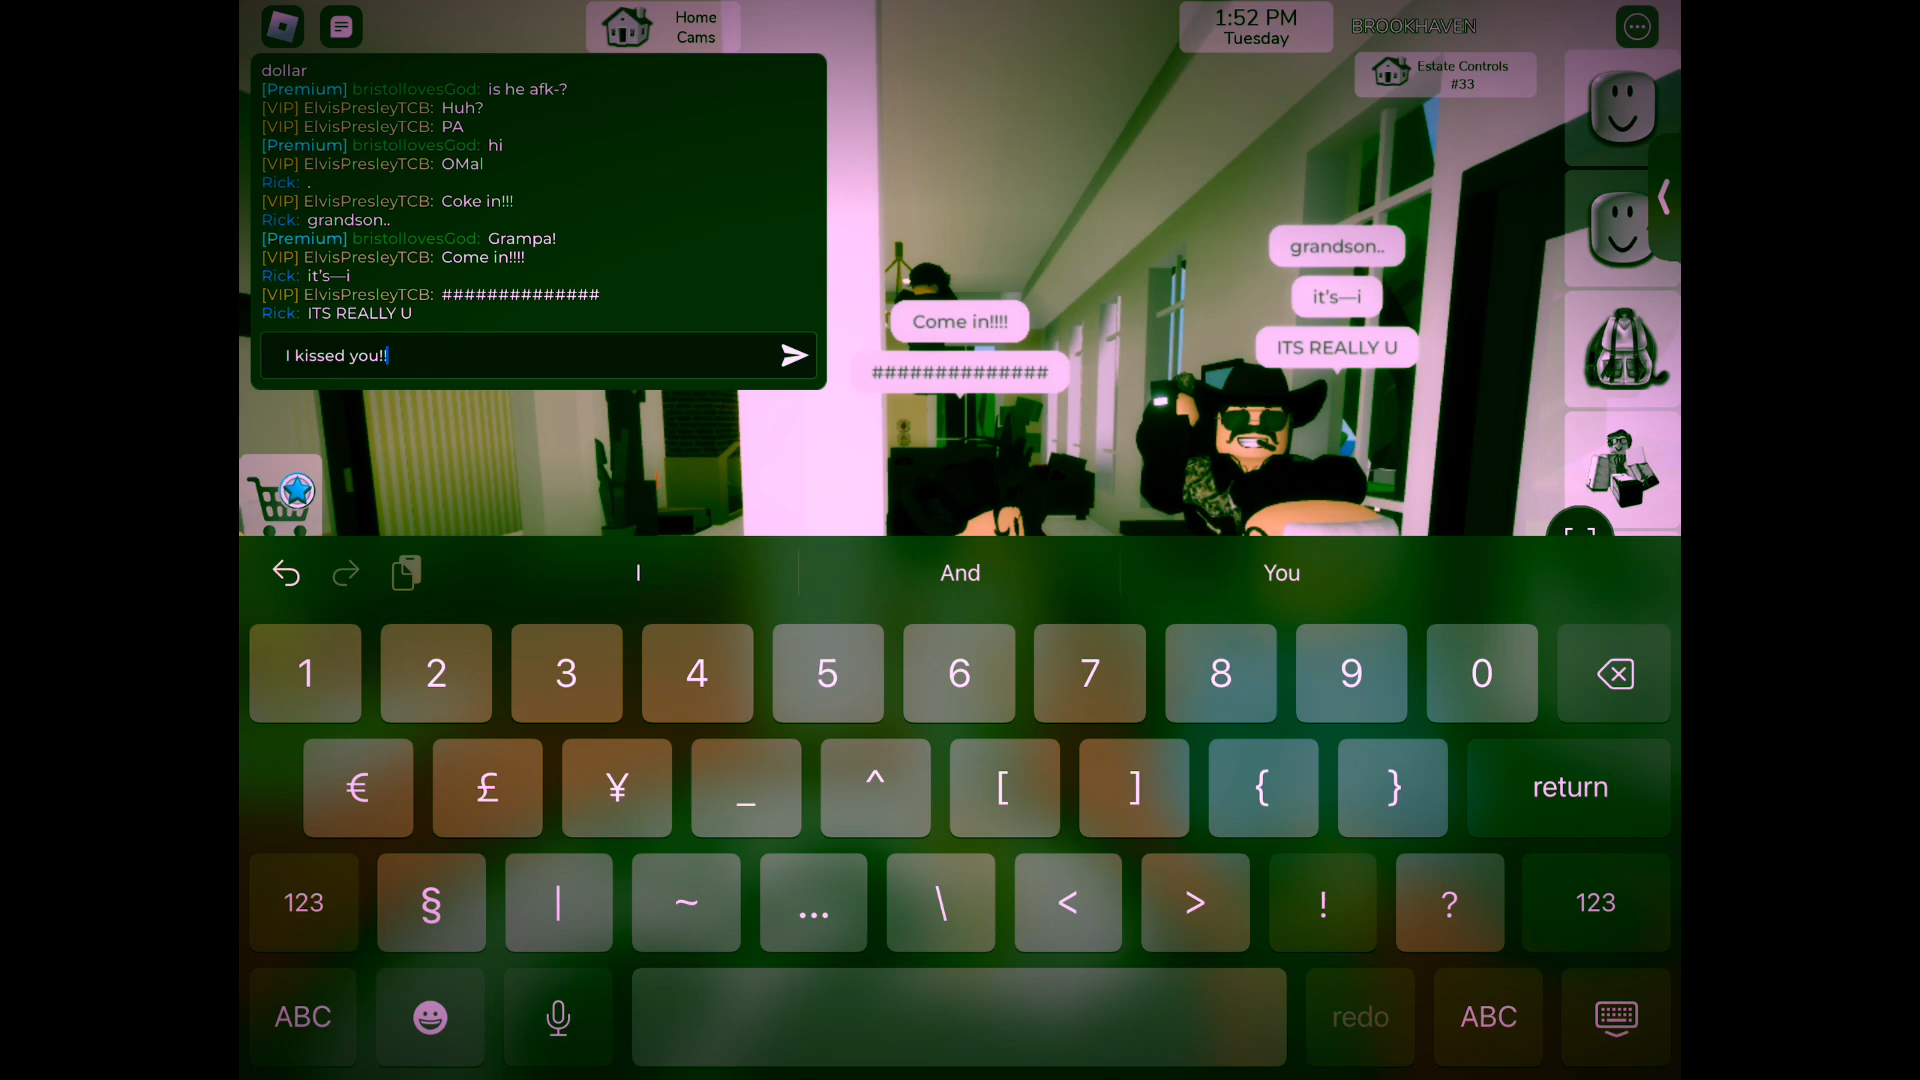 Home
Cams
1:52 PM
Tuesday
BROOKHAVEN
Estate Controls
#33
dollar
[Premium] bristollovesGod: is he afk-?
[VIP] ElvisPresleyTCB: Huh?
[VIP] ElvisPresleyTCB: PA
[Premium] bristollovesGod: hi
[VIP] ElvisPresleyTCB: OMal
Rick: .
[VIP] ElvisPresleyTCB: Coke in!!!
Rick: grandson..
[Premium] bristollovesGod: Grampa!
[VIP] ElvisPresleyTCB: Come in!!!!
Rick: it's—i
[VIP] ElvisPresleyTCB: ##############
Rick: ITS REALLY U
I kissed you!!
Come in!!!!
##############
grandson..
it's—i
ITS REALLY U
I And You
1 2 3 4 5 6 7 8 9 0
€ £ ¥ _ ^ [ ] { } return
123 § | ~ ... \ < > ! ? 123
ABC redo ABC